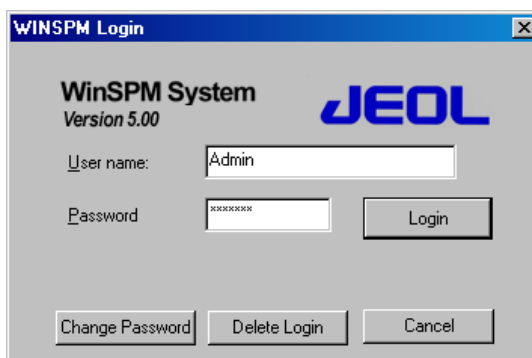 WINSPM Login
WinSPM System
Version 5.00
JEOL
User name:
Admin
Password
*******
Login
Change Password
Delete Login
Cancel